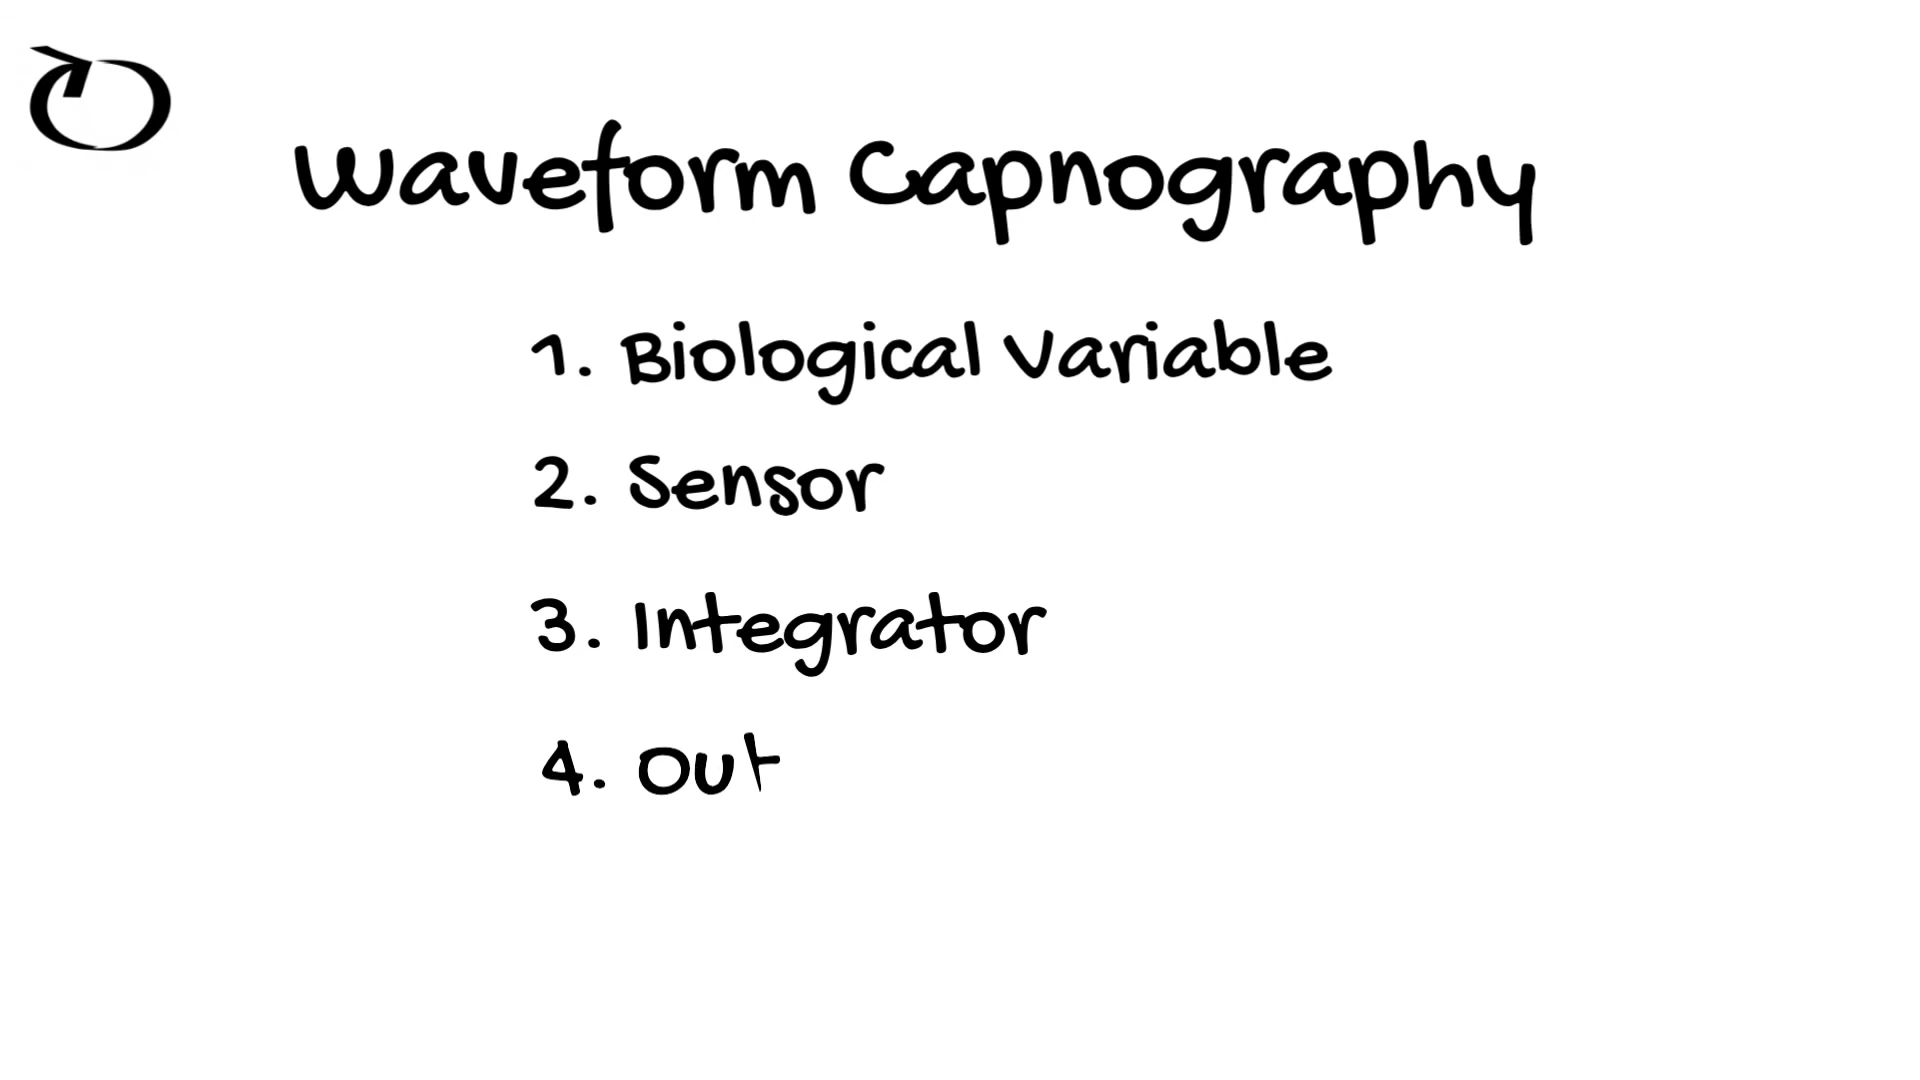 Waveform Capnography
1. Biological Variable
2. Sensor
3. Integrator
4. Out